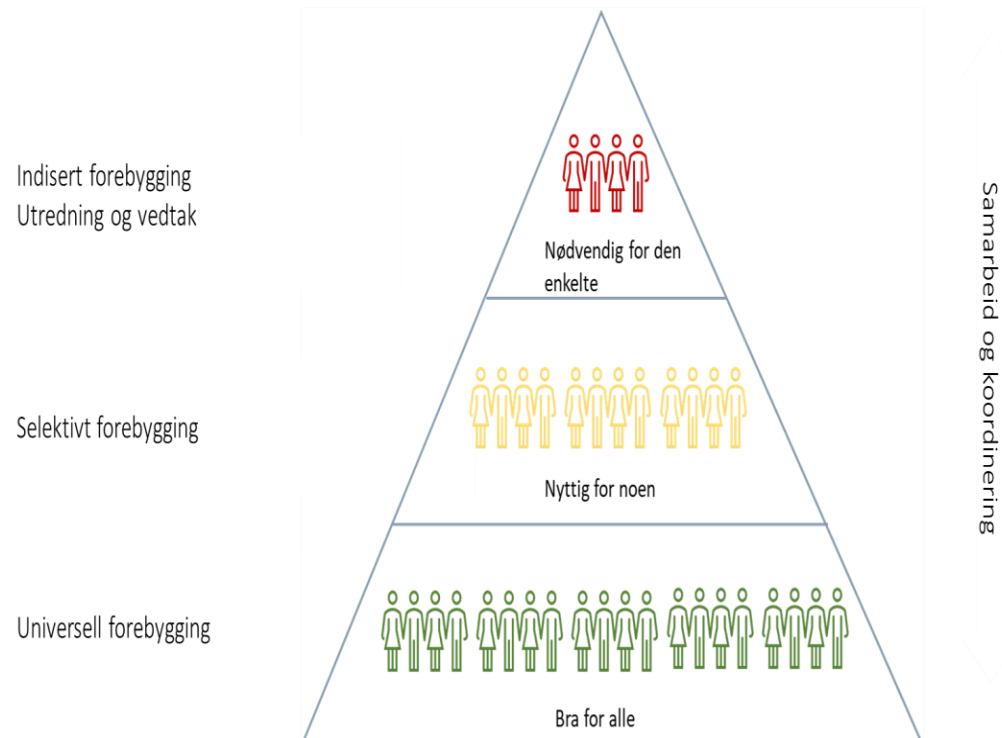 Indisert forebygging
Utredning og vedtak
Nødvendig for den
enkelte
Selektivt forebygging
Nyttig for noen
Universell forebygging
Bra for alle
Samarbeid og koordinering